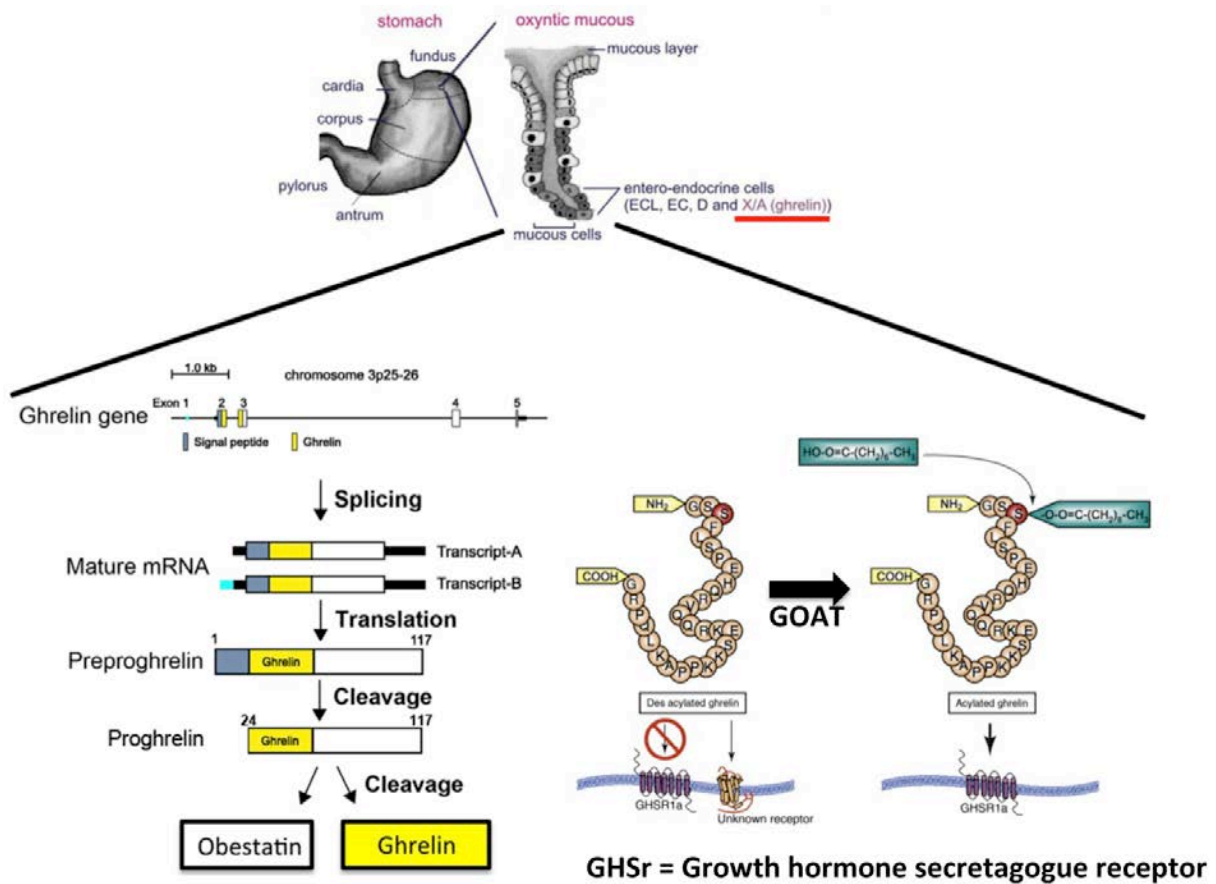 stomach
oxyntic mucous
fundus
cardia
corpus
pylorus
antrum
mucous layer
entero-endocrine cells
(ECL, EC, D and X/A (ghrelin))
mucous cells
1.0 kb
chromosome 3p25-26
Ghrelin gene
Exon 1 2 3 4 5
Signal peptide
Ghrelin
Splicing
Mature mRNA
Transcript-A
Transcript-B
Translation
1 117
Preproghrelin
Ghrelin
Cleavage
24 117
Proghrelin
Ghrelin
Cleavage
Obestatin
Ghrelin
HO-O=C-(CH2)6-CH3
NH2
G S S F L S P E H Q R V Q Q R K E S K K P P A K L Q P R G
COOH
Des acylated ghrelin
GHSR1a
Unknown receptor
GOAT
NH2
G S S F L S P E H Q R V Q Q R K E S K K P P A K L Q P R G
-O-O=C-(CH2)6-CH3
COOH
Acylated ghrelin
GHSR1a
GHSr = Growth hormone secretagogue receptor